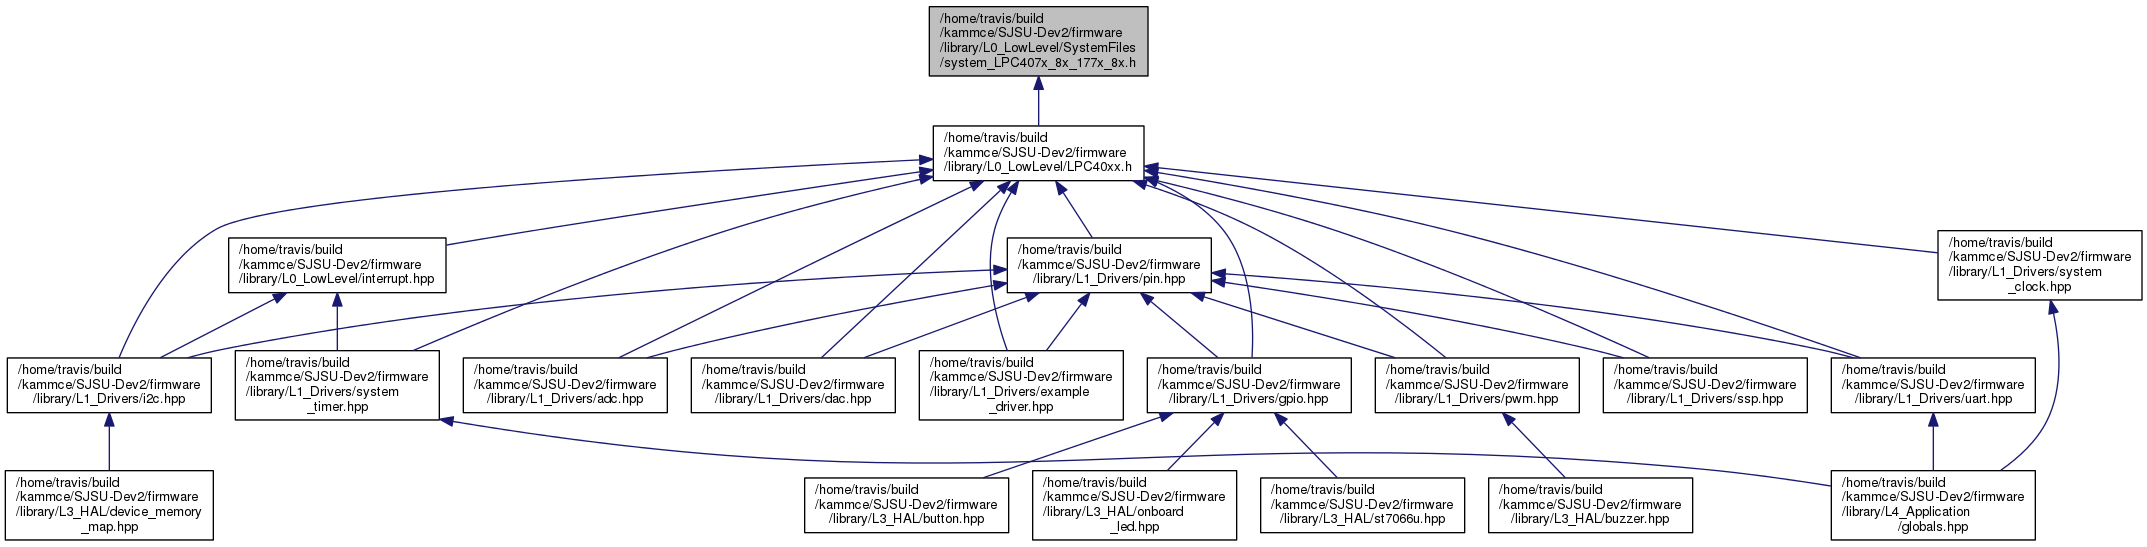 /home/travis/build
/kammce/SJSU-Dev2/firmware
/library/L0_LowLevel/SystemFiles
/system_LPC407x_8x_177x_8x.h
/home/travis/build
/kammce/SJSU-Dev2/firmware
/library/L0_LowLevel/LPC40xx.h
/home/travis/build
/kammce/SJSU-Dev2/firmware
/library/L0_LowLevel/interrupt.hpp
/home/travis/build
/kammce/SJSU-Dev2/firmware
/library/L1_Drivers/pin.hpp
/home/travis/build
/kammce/SJSU-Dev2/firmware
/library/L1_Drivers/system
_clock.hpp
/home/travis/build
/kammce/SJSU-Dev2/firmware
/library/L1_Drivers/i2c.hpp
/home/travis/build
/kammce/SJSU-Dev2/firmware
/library/L1_Drivers/system
_timer.hpp
/home/travis/build
/kammce/SJSU-Dev2/firmware
/library/L1_Drivers/adc.hpp
/home/travis/build
/kammce/SJSU-Dev2/firmware
/library/L1_Drivers/dac.hpp
/home/travis/build
/kammce/SJSU-Dev2/firmware
/library/L1_Drivers/example
_driver.hpp
/home/travis/build
/kammce/SJSU-Dev2/firmware
/library/L1_Drivers/gpio.hpp
/home/travis/build
/kammce/SJSU-Dev2/firmware
/library/L1_Drivers/pwm.hpp
/home/travis/build
/kammce/SJSU-Dev2/firmware
/library/L1_Drivers/ssp.hpp
/home/travis/build
/kammce/SJSU-Dev2/firmware
/library/L1_Drivers/uart.hpp
/home/travis/build
/kammce/SJSU-Dev2/firmware
/library/L3_HAL/device_memory
_map.hpp
/home/travis/build
/kammce/SJSU-Dev2/firmware
/library/L3_HAL/button.hpp
/home/travis/build
/kammce/SJSU-Dev2/firmware
/library/L3_HAL/onboard
_led.hpp
/home/travis/build
/kammce/SJSU-Dev2/firmware
/library/L3_HAL/st7066u.hpp
/home/travis/build
/kammce/SJSU-Dev2/firmware
/library/L3_HAL/buzzer.hpp
/home/travis/build
/kammce/SJSU-Dev2/firmware
/library/L4_Application
/globals.hpp